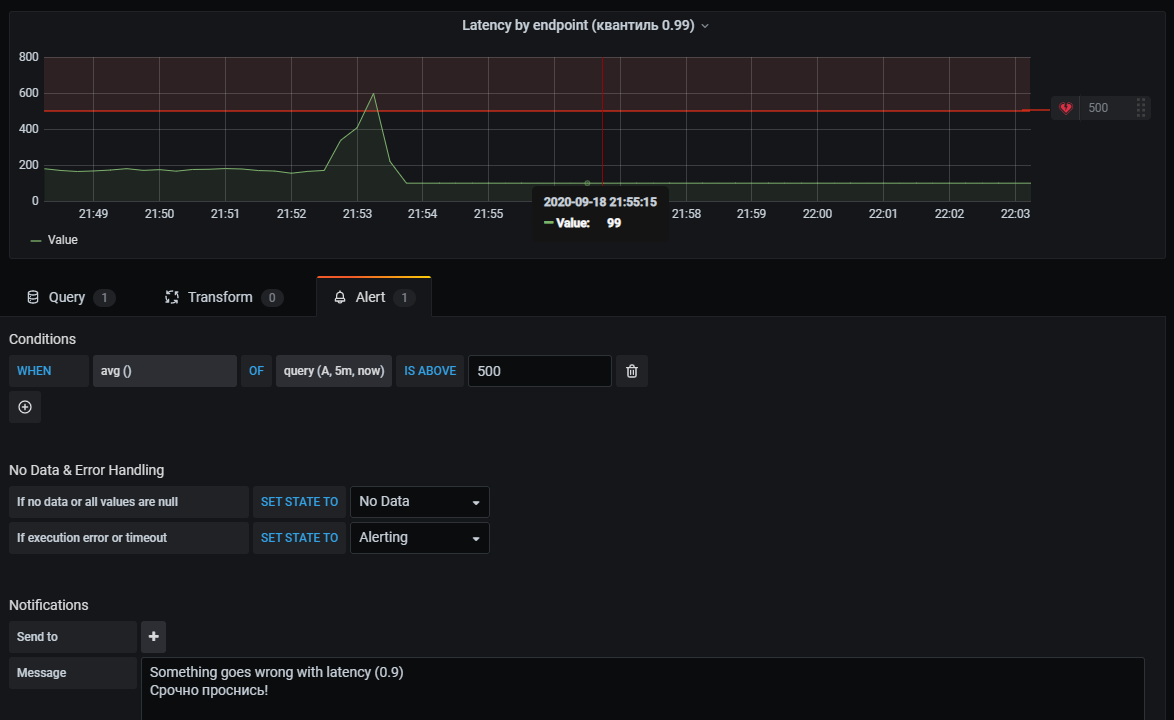 Latency by endpoint (квантиль 0.99)
800
600
400
200
0
500
21:49 21:50 21:51 21:52 21:53 21:54 21:55 21:58 21:59 22:00 22:01 22:02 22:03
2020-09-18 21:55:15
Value: 99
Value
Query 1 Transform 0 Alert 1
Conditions
WHEN avg () OF query (A, 5m, now) IS ABOVE 500
No Data & Error Handling
If no data or all values are null SET STATE TO No Data
If execution error or timeout SET STATE TO Alerting
Notifications
Send to
Message
Something goes wrong with latency (0.9)
Срочно проснись!